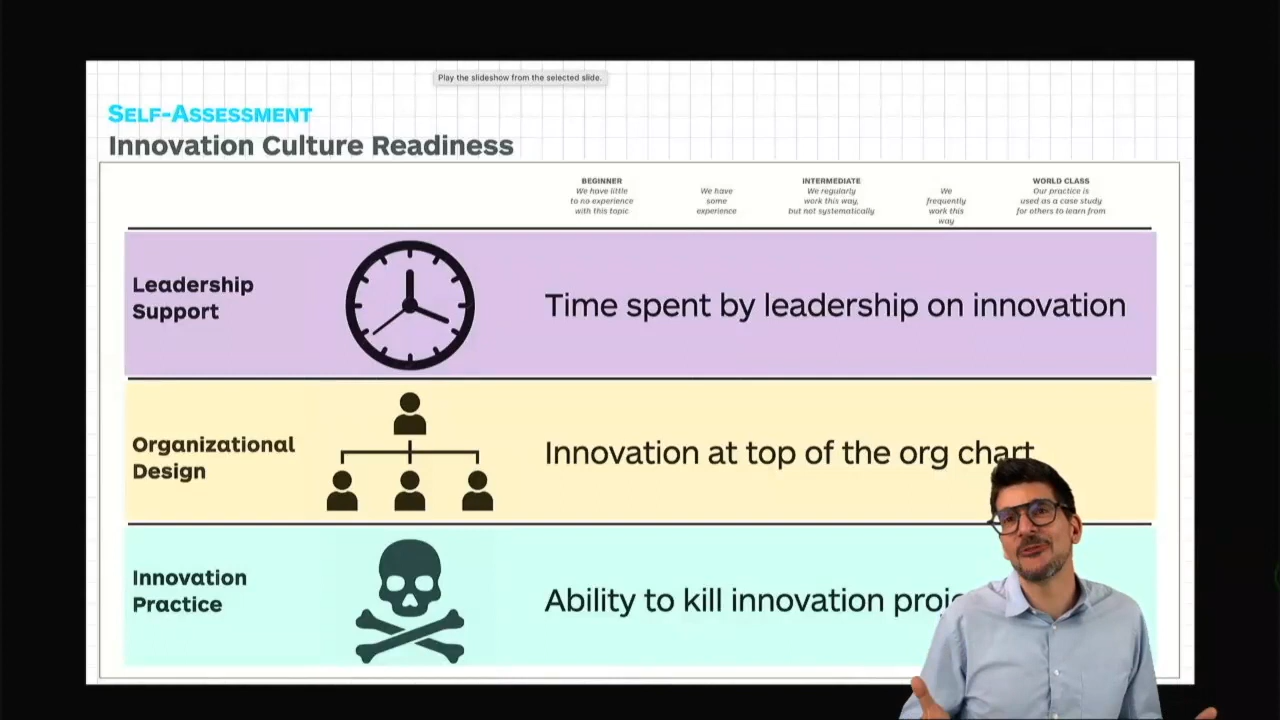 Play the slideshow from the selected slide.
SELF-ASSESSMENT
Innovation Culture Readiness
BEGINNER
We have little
to no experience
with this topic
We have
some
experience
INTERMEDIATE
We regularly
work this way,
but not systematically
We
frequently
work this
way
WORLD CLASS
Our practice is
used as a case study
for others to learn from
Leadership
Support
Time spent by leadership on innovation
Organizational
Design
Innovation at top of the org chart
Innovation
Practice
Ability to kill innovation